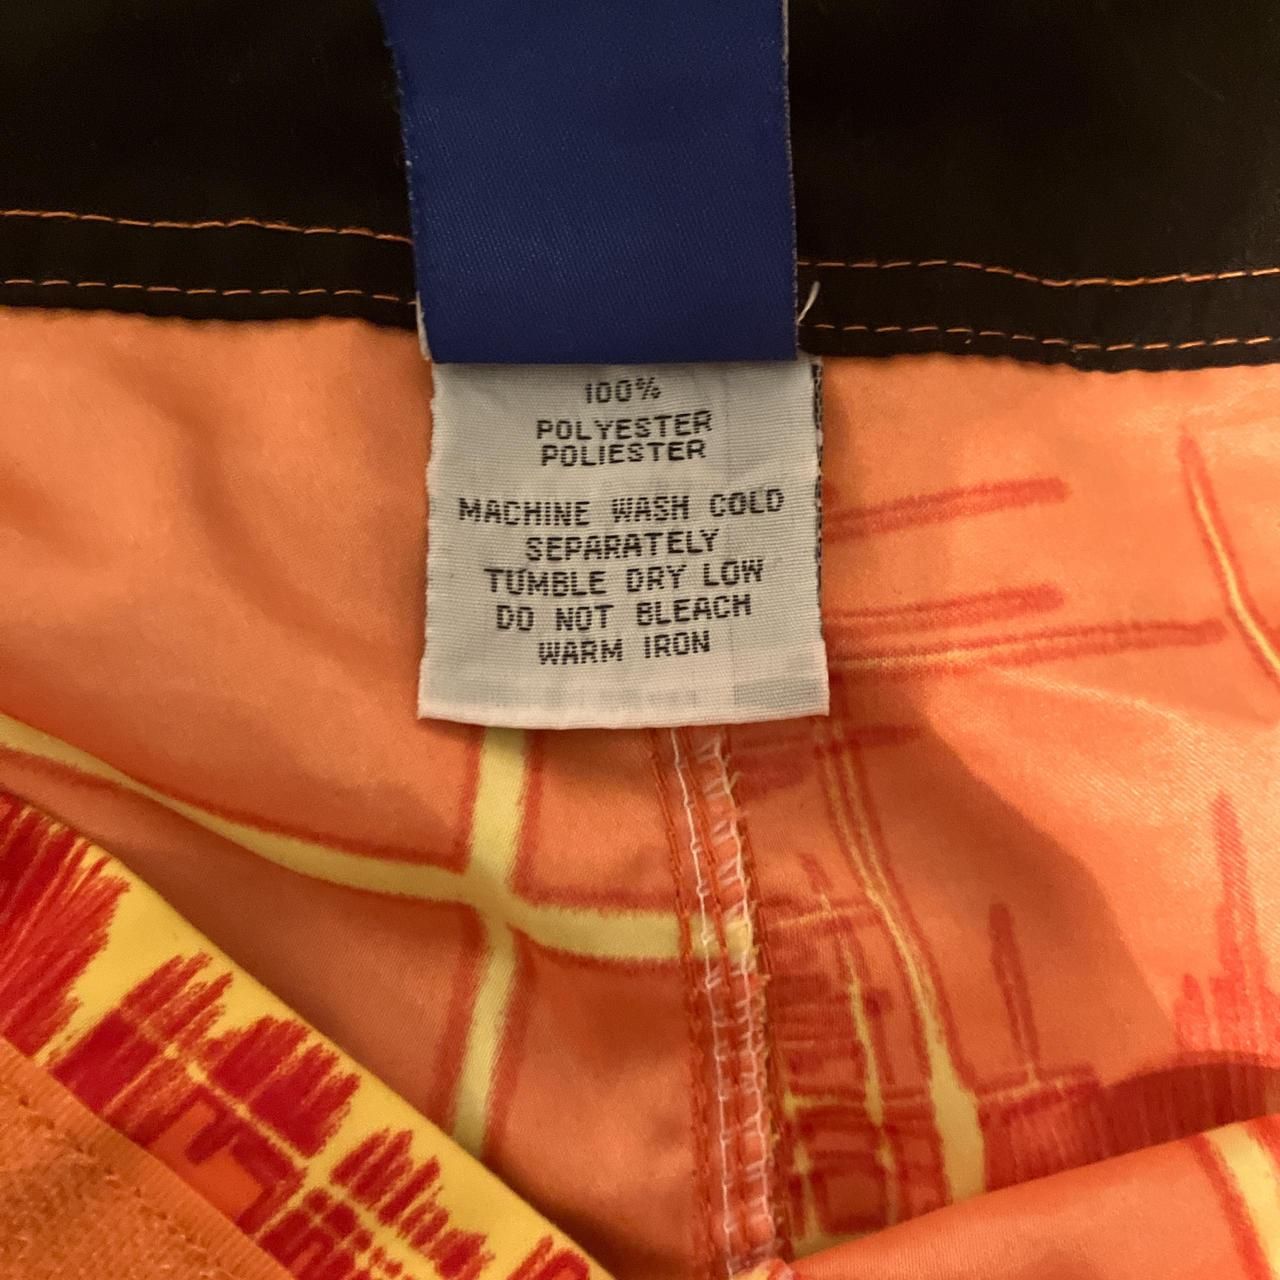 100%
POLYESTER
POLIESTER
MACHINE WASH COLD
SEPARATELY
TUMBLE DRY LOW
DO NOT BLEACH
WARM IRON